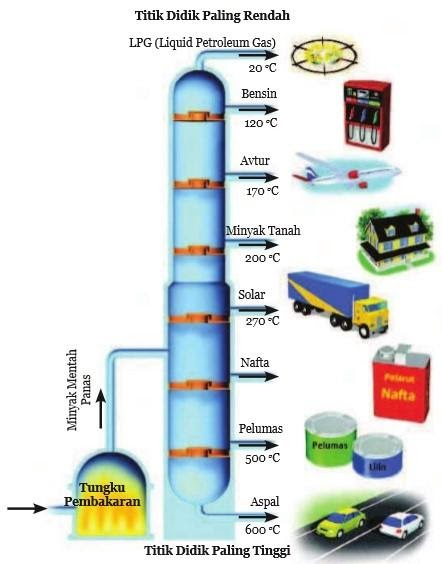 Titik Didik Paling Rendah
LPG (Liquid Petroleum Gas)
20 °C
Bensin
120 °C
Avtur
170 °C
Minyak Tanah
200 °C
Solar
270 °C
Nafta
Pelarut
Nafta
Minyak Mentah
Panas
Pelumas
500 °C
Pelumas
Lilin
Tungku
Pembakaran
Aspal
600 °C
Titik Didik Paling Tinggi